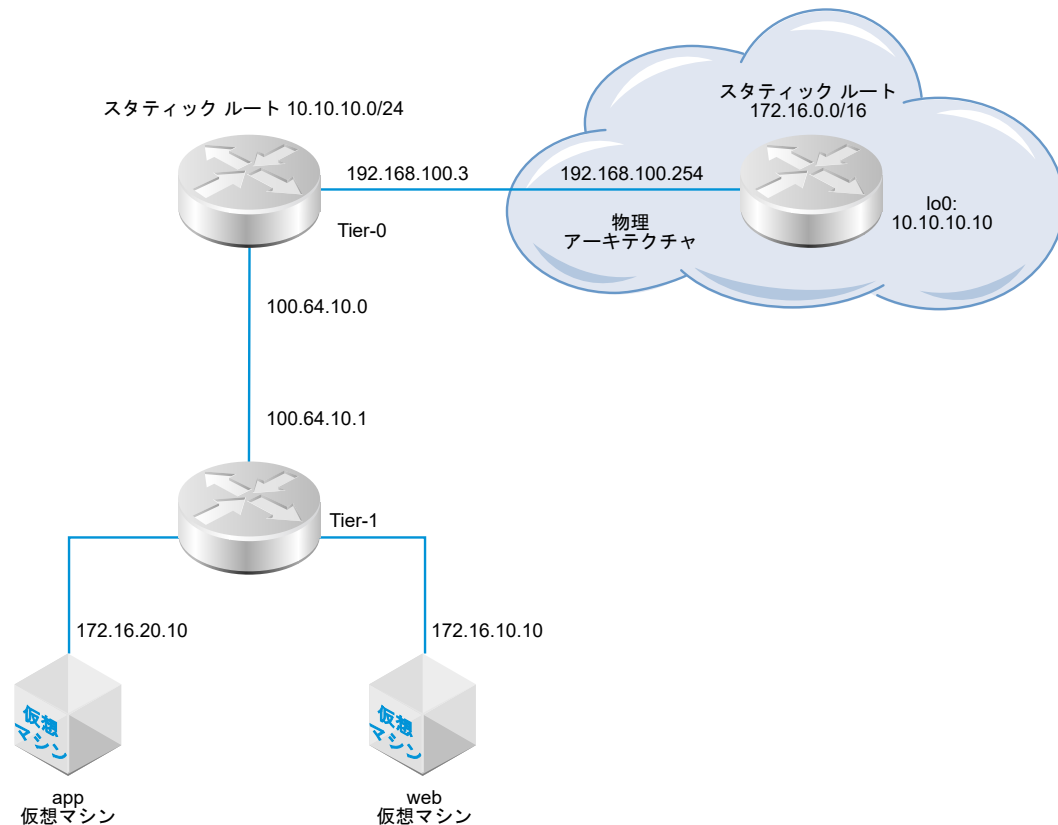 スタティック ルート 10.10.10.0/24
スタティック ルート
172.16.0.0/16
192.168.100.3
192.168.100.254
lo0:
10.10.10.10
Tier-0
物理
アーキテクチャ
100.64.10.0
100.64.10.1
Tier-1
172.16.20.10
172.16.10.10
仮想
マシン
仮想
マシン
app
仮想マシン
web
仮想マシン